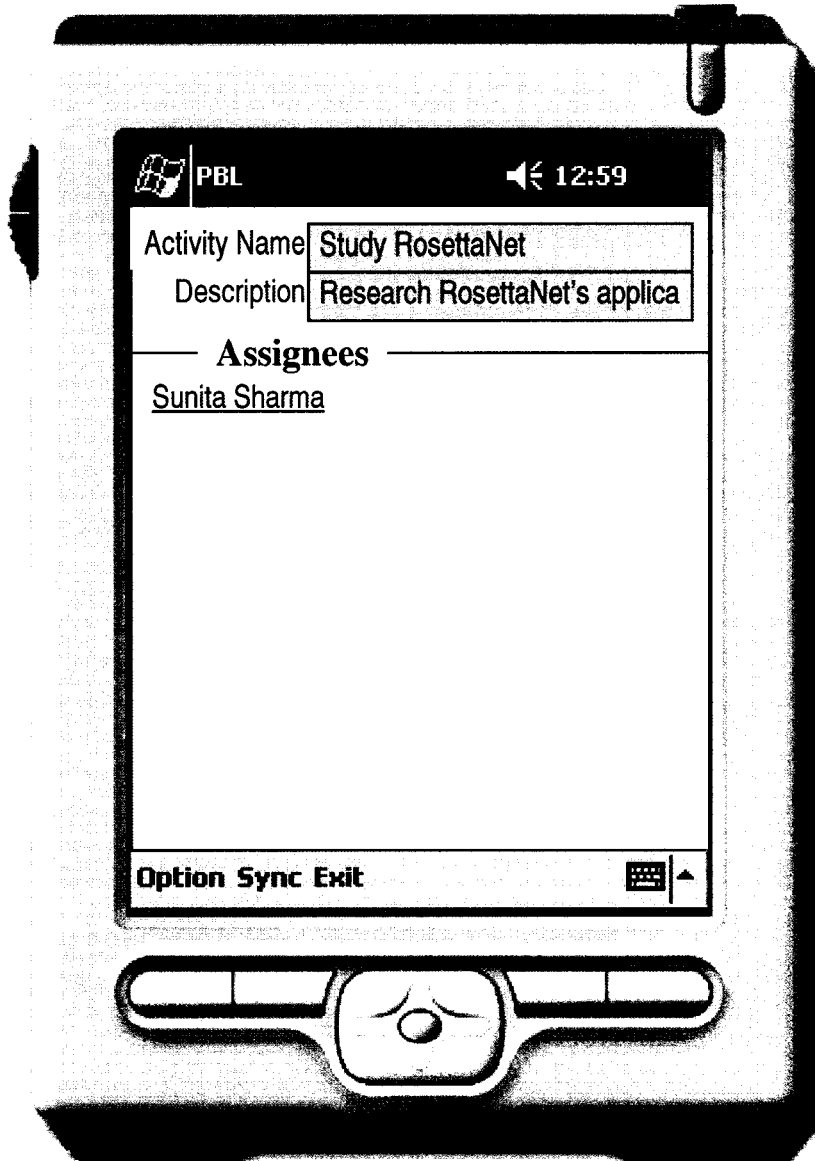 PBL 12:59
Activity Name Study RosettaNet
Description Research RosettaNet's applica
Assignees
Sunita Sharma
Option Sync Exit